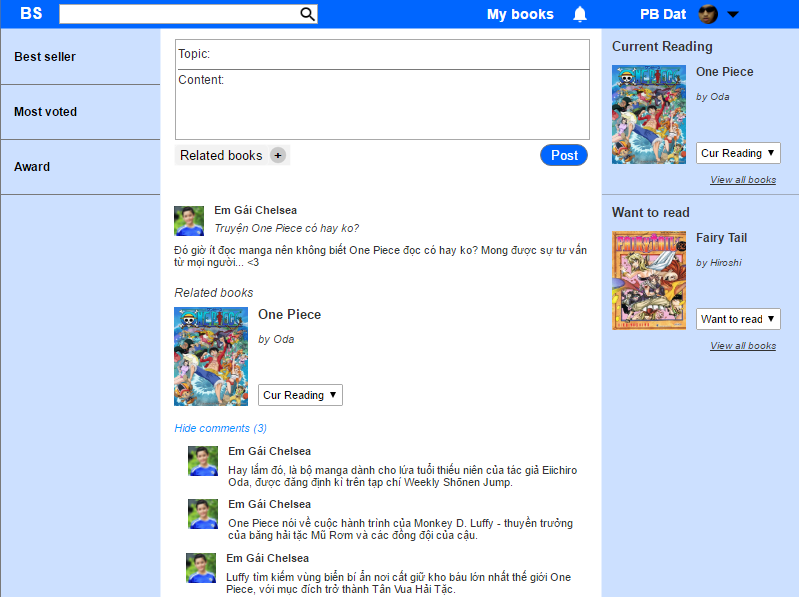 BS
My books
PB Dat
Best seller
Most voted
Award
Topic:
Content:
Related books +
Post
Em Gái Chelsea
Truyện One Piece có hay ko?
Đó giờ ít đọc manga nên không biết One Piece đọc có hay ko? Mong được sự tư vấn
từ mọi người... <3
Related books
One Piece
by Oda
Cur Reading ▼
Hide comments (3)
Em Gái Chelsea
Hay lắm đó, là bộ manga dành cho lứa tuổi thiếu niên của tác giả Eiichiro
Oda, được đăng định kì trên tạp chí Weekly Shōnen Jump.
Em Gái Chelsea
One Piece nói về cuộc hành trình của Monkey D. Luffy - thuyền trưởng
của băng hải tặc Mũ Rơm và các đồng đội của cậu.
Em Gái Chelsea
Luffy tìm kiếm vùng biển bí ẩn nơi cất giữ kho báu lớn nhất thế giới One
Piece, với mục đích trở thành Tân Vua Hải Tặc.
Current Reading
One Piece
by Oda
Cur Reading ▼
View all books
Want to read
FAIRY TAIL
Fairy Tail
by Hiroshi
Want to read ▼
View all books